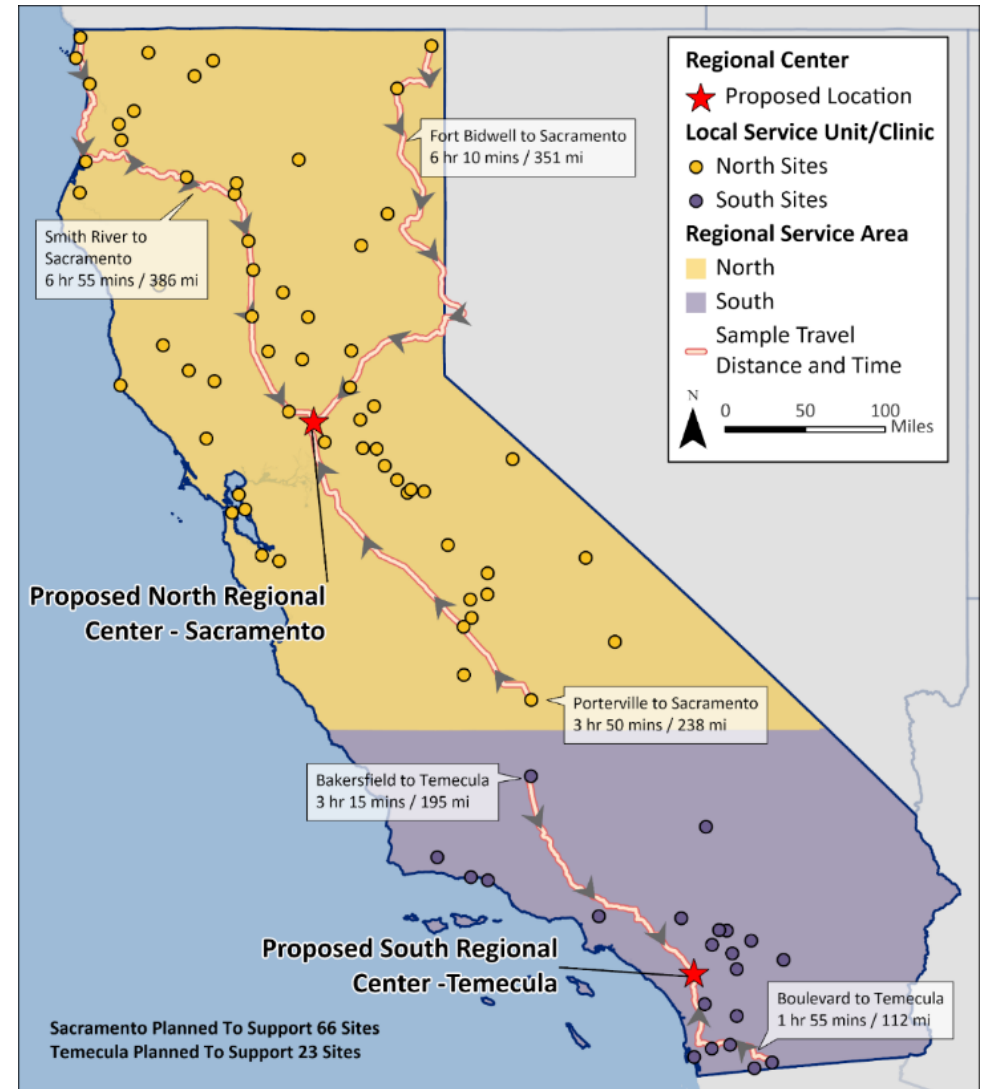 Regional Center
Proposed Location
Local Service Unit/Clinic
North Sites
South Sites
Regional Service Area
North
South
Sample Travel
Distance and Time
N
0 50 100
Miles
Fort Bidwell to Sacramento
6 hr 10 mins / 351 mi
Smith River to
Sacramento
6 hr 55 mins / 386 mi
Proposed North Regional
Center - Sacramento
Porterville to Sacramento
3 hr 50 mins / 238 mi
Bakersfield to Temecula
3 hr 15 mins / 195 mi
Proposed South Regional
Center -Temecula
Boulevard to Temecula
1 hr 55 mins / 112 mi
Sacramento Planned To Support 66 Sites
Temecula Planned To Support 23 Sites